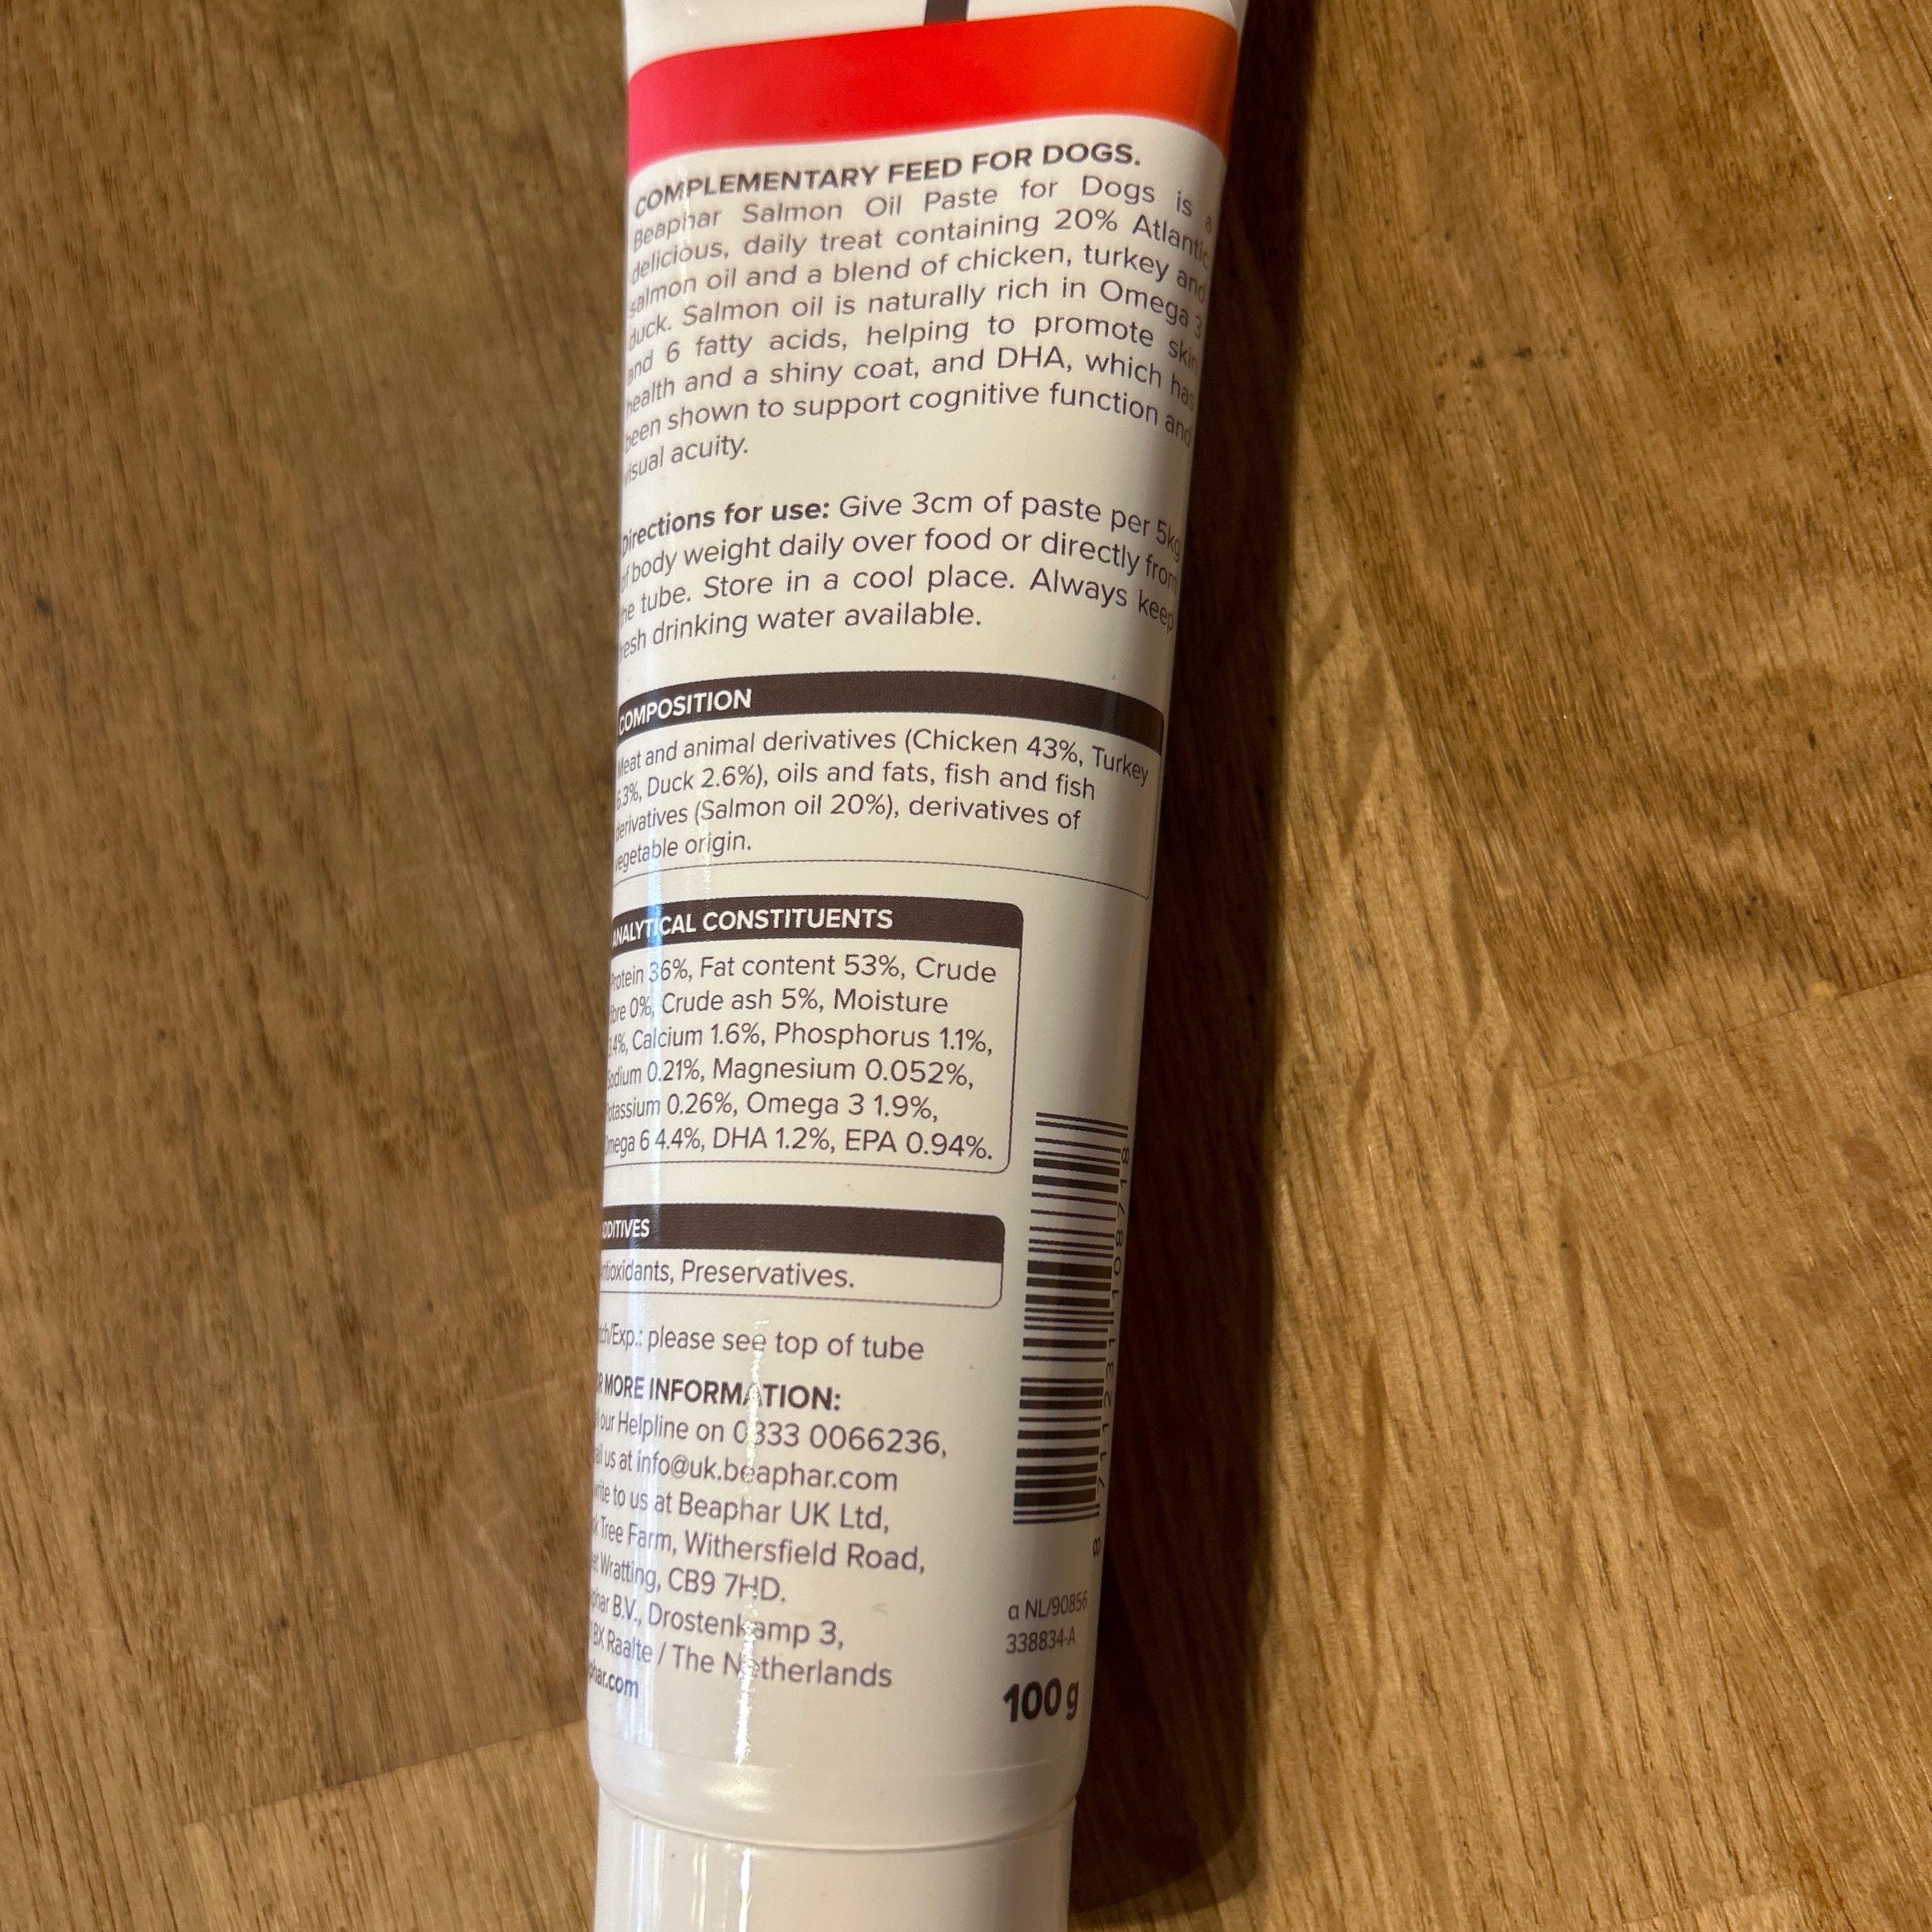 COMPLEMENTARY FEED FOR DOGS.
Beaphar Salmon Oil Paste for Dogs is a
delicious, daily treat containing 20% Atlantic
salmon oil and a blend of chicken, turkey and
duck. Salmon oil is naturally rich in Omega 3
and 6 fatty acids, helping to promote skin
health and a shiny coat, and DHA, which has
been shown to support cognitive function and
visual acuity.
Directions for use: Give 3cm of paste per 5kg
of body weight daily over food or directly from
the tube. Store in a cool place. Always keep
fresh drinking water available.
COMPOSITION
Meat and animal derivatives (Chicken 43%, Turkey
6.3%, Duck 2.6%), oils and fats, fish and fish
derivatives (Salmon oil 20%), derivatives of
vegetable origin.
ANALYTICAL CONSTITUENTS
Protein 36%, Fat content 53%, Crude
fibre 0%, Crude ash 5%, Moisture
Calcium 1.6%, Phosphorus 1.1%,
Sodium 0.21%, Magnesium 0.052%,
Potassium 0.26%, Omega 3 1.9%,
Omega 6 4.4%, DHA 1.2%, EPA 0.94%.
ADDITIVES
Antioxidants, Preservatives.
/Exp.: please see top of tube
MORE INFORMATION:
our Helpline on 0333 0066236,
us at info@uk.beaphar.com
write to us at Beaphar UK Ltd,
Tree Farm, Withersfield Road,
Wratting, CB9 7HD.
B.V., Drostenkamp 3,
Raalte / The Netherlands
8 711231 108718
a NL/90856
338834-A
100g